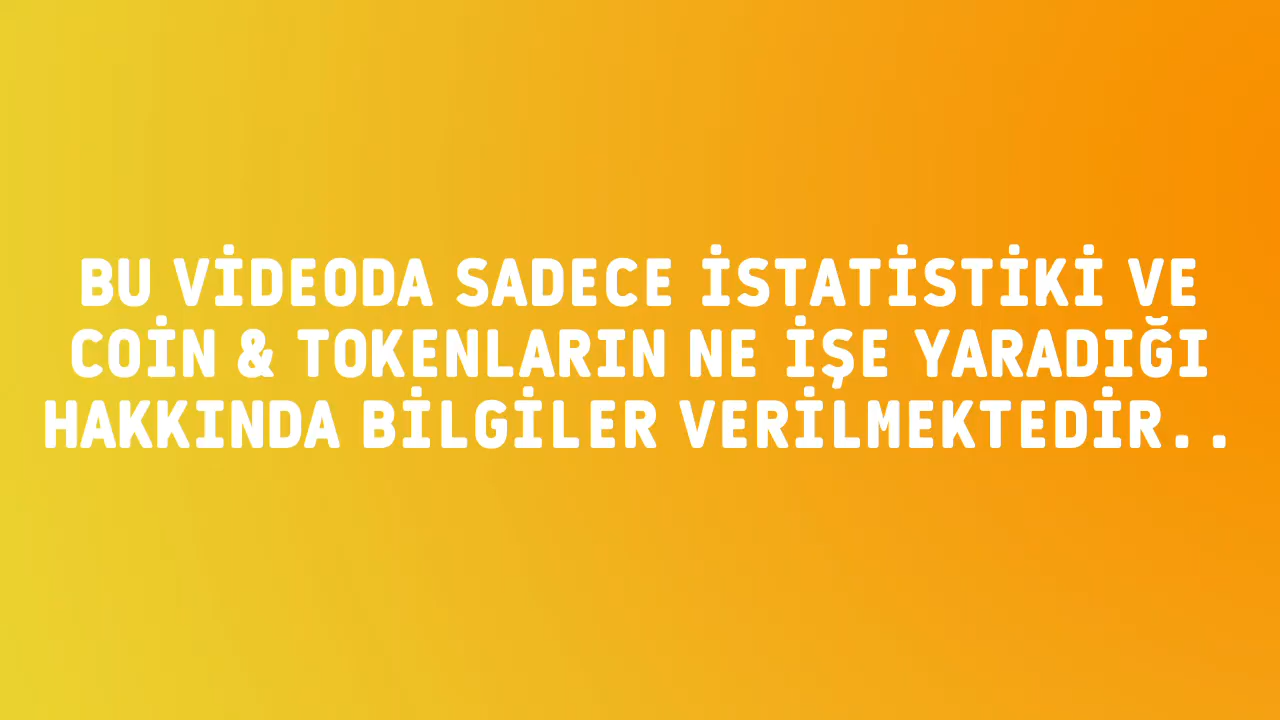 BU VİDEODA SADECE İSTATİSTİKİ VE
COİN & TOKENLARIN NE İŞE YARADIĞI
HAKKINDA BİLGİLER VERİLMEKTEDİR..